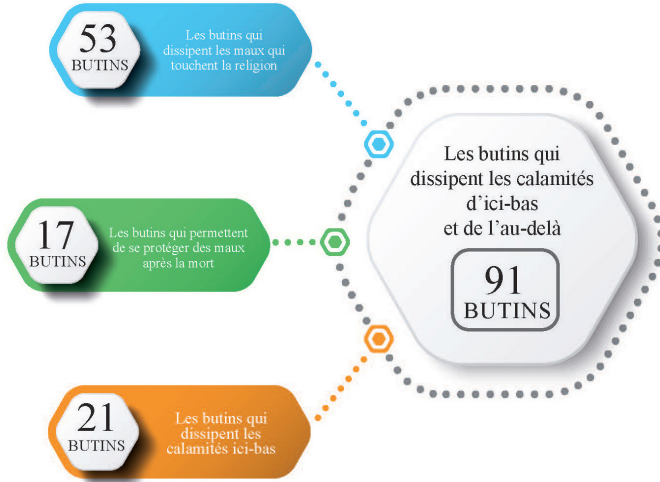 53
BUTINS
Les butins qui
dissipent les maux qui
touchent la religion
17
BUTINS
Les butins qui permettent
de se protéger des maux
après la mort
21
BUTINS
Les butins qui
dissipent les
calamités ici-bas
Les butins qui
dissipent les calamités
d’ici-bas
et de l’au-delà
91
BUTINS